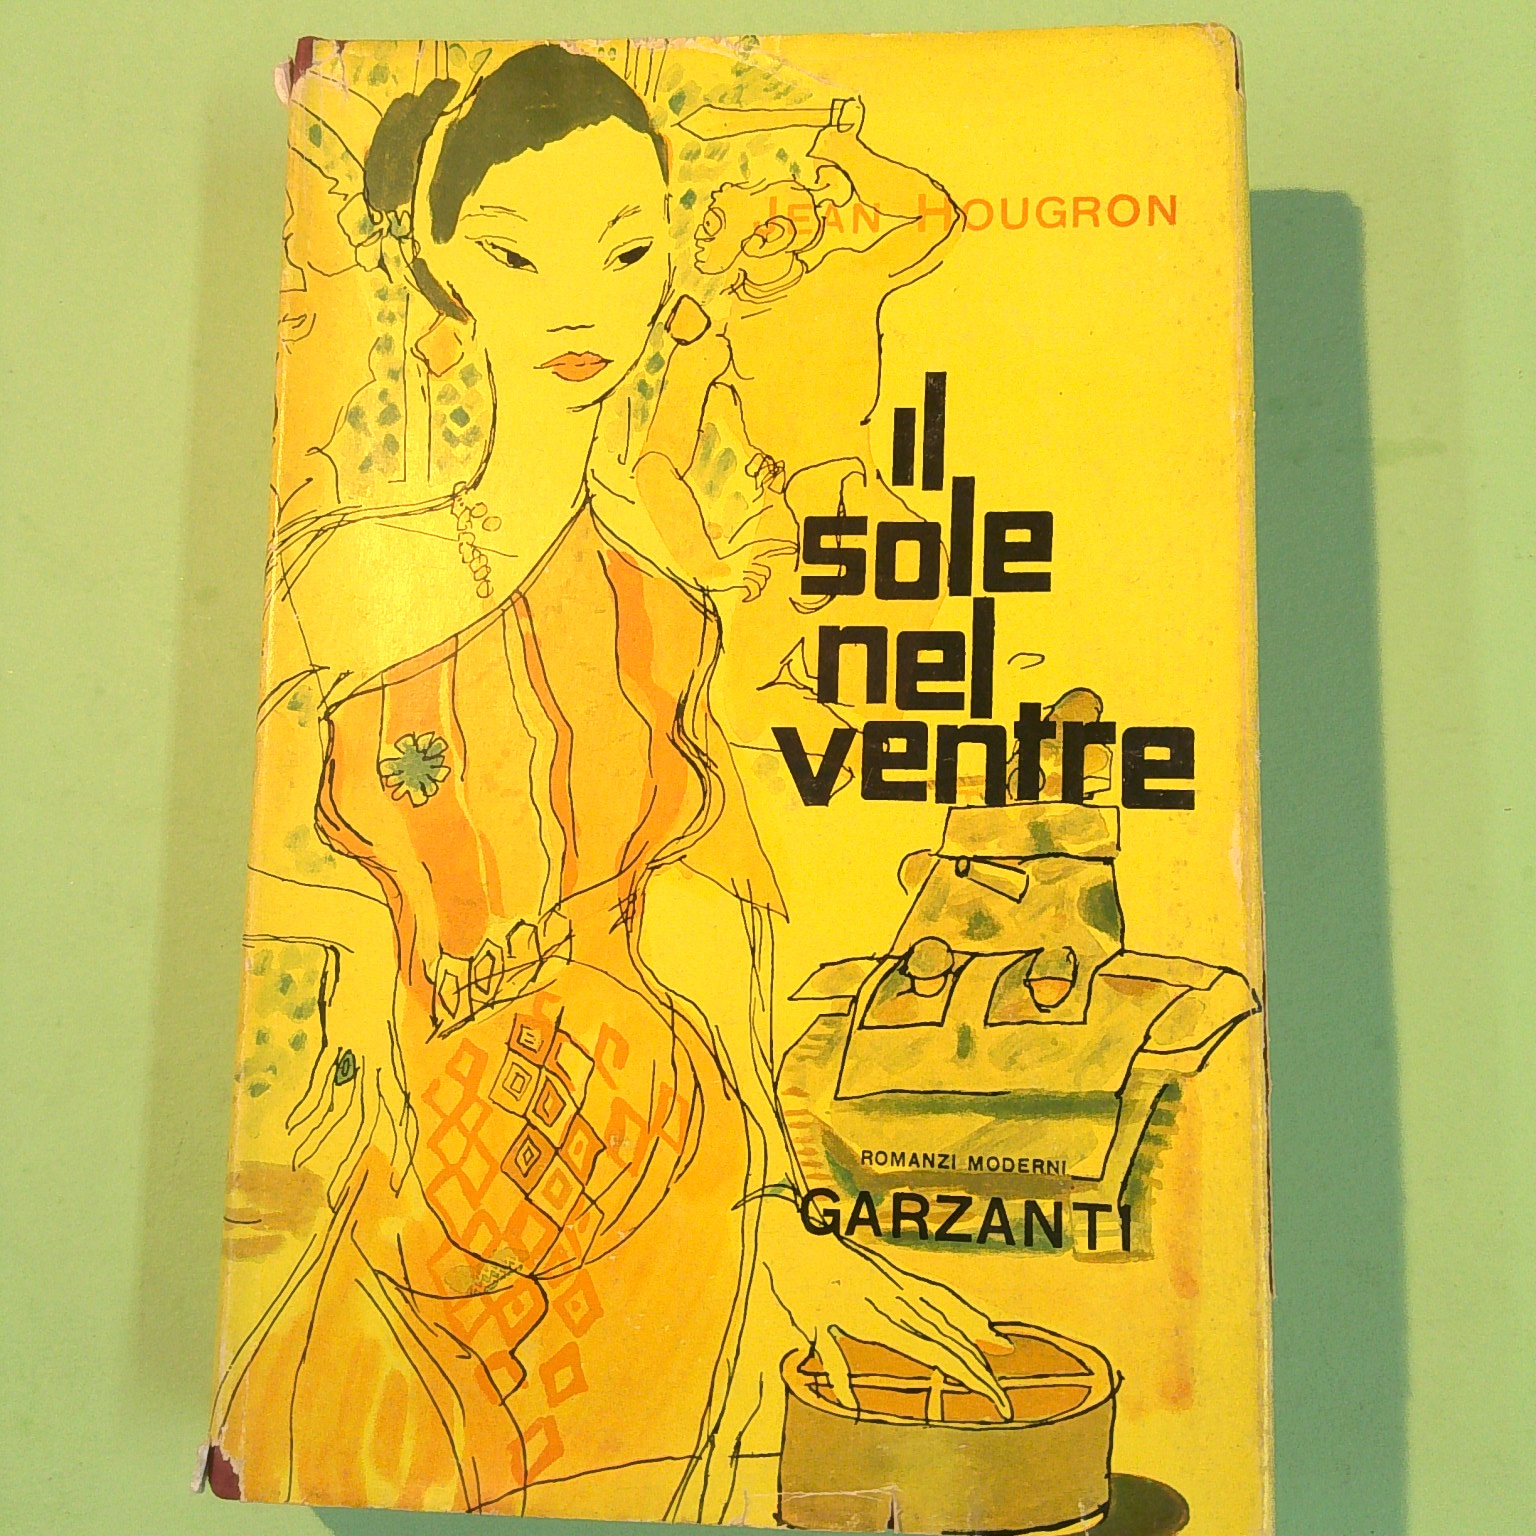 JEAN HOUGRON
il
sole
nel
ventre
ROMANZI MODERNI
GARZANTI